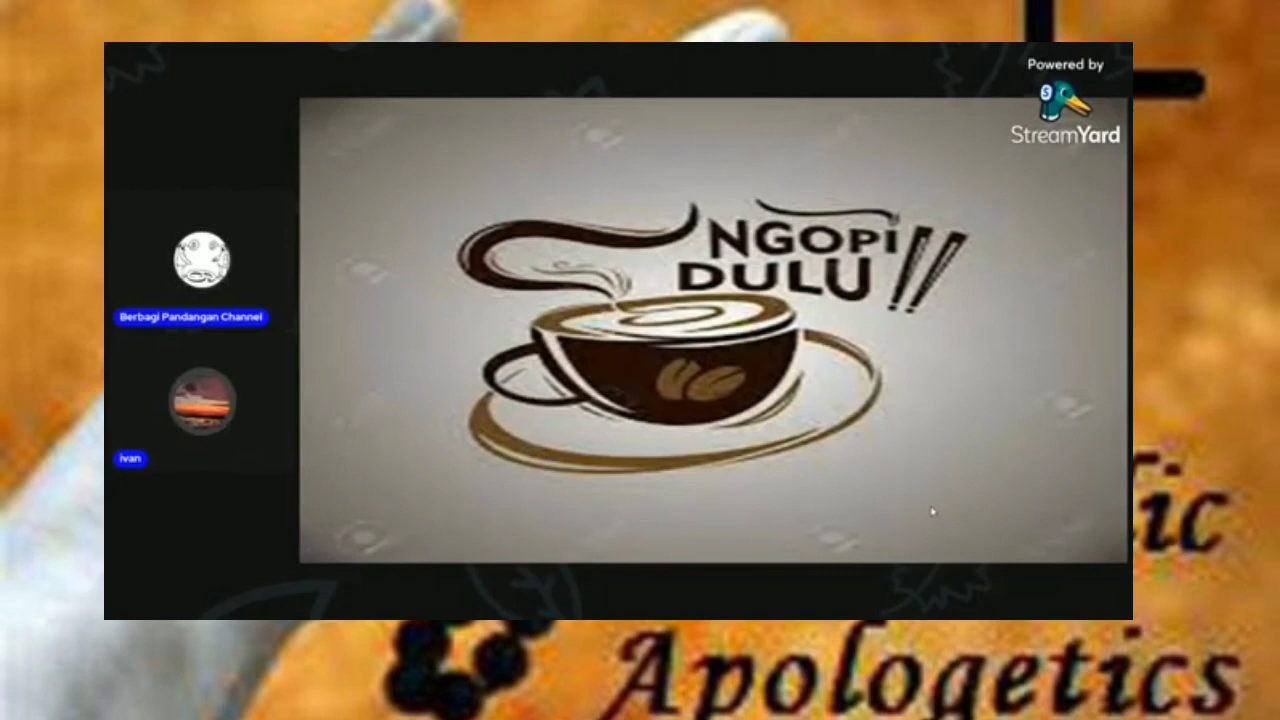 Powered by
StreamYard
NGOPI
DULU !!
Berbagi Pandangan Channel
ivan
Apologetics